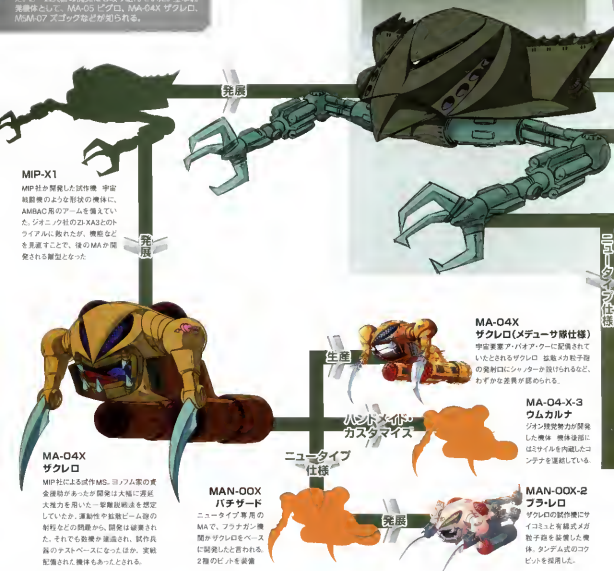 発機体として、MA-05 ビグロ、MA-04X ザクレロ、
MSM-07 ズゴックなどが知られる。
発展
MIP-X1
MIP社が開発した試作機 宇宙
戦闘機のような形状の機体に、
AMBAC用のアームを備えてい
た。ジオニック社のZI-XA3とのト
ライアルに敗れたが、機能など
を見直すことで、後のMAが開
発される雛型となった
発展
ニュータイプ仕様
MA-04X
ザクレロ
MIP社による試作MS。ヨノフム家の資
金援助があったが開発は大幅に遅延
大推力を用いた一撃離脱戦法を想定
していたが、運動性や拡散ビーム砲の
射程などの問題から、開発は破棄され
た。それでも数機が建造され、試作兵
器のテストベースになったほか、実戦
配備された機体もあったとされる。
生産
MA-04X
ザクレロ(メデューサ隊仕様)
宇宙要塞ア・バオア・クーに配備されて
いたとされるザクレロ 拡散メガ粒子砲
の発射口にシャッターが設けられるなど、
わずかな差異が認められる
ハンドメイド・
カスタマイズ
MA-04-X-3
ウムガルナ
ジオン残党勢力が開発
した機体 機体後部に
はミサイルを内蔵したコ
ンテナを連結している
ニュータイプ
仕様
MAN-00X
バチザード
ニュータイプ専用の
MAで、フラナガン機
関がザクレロをベース
に開発したと言われる
2機のビットを装備
発展
MAN-00X-2
ブラ・レロ
ザクレロの試作機にサ
イコミュと有線式メガ
粒子砲を装備した機
体。タンデム式のコク
ピットを採用した。